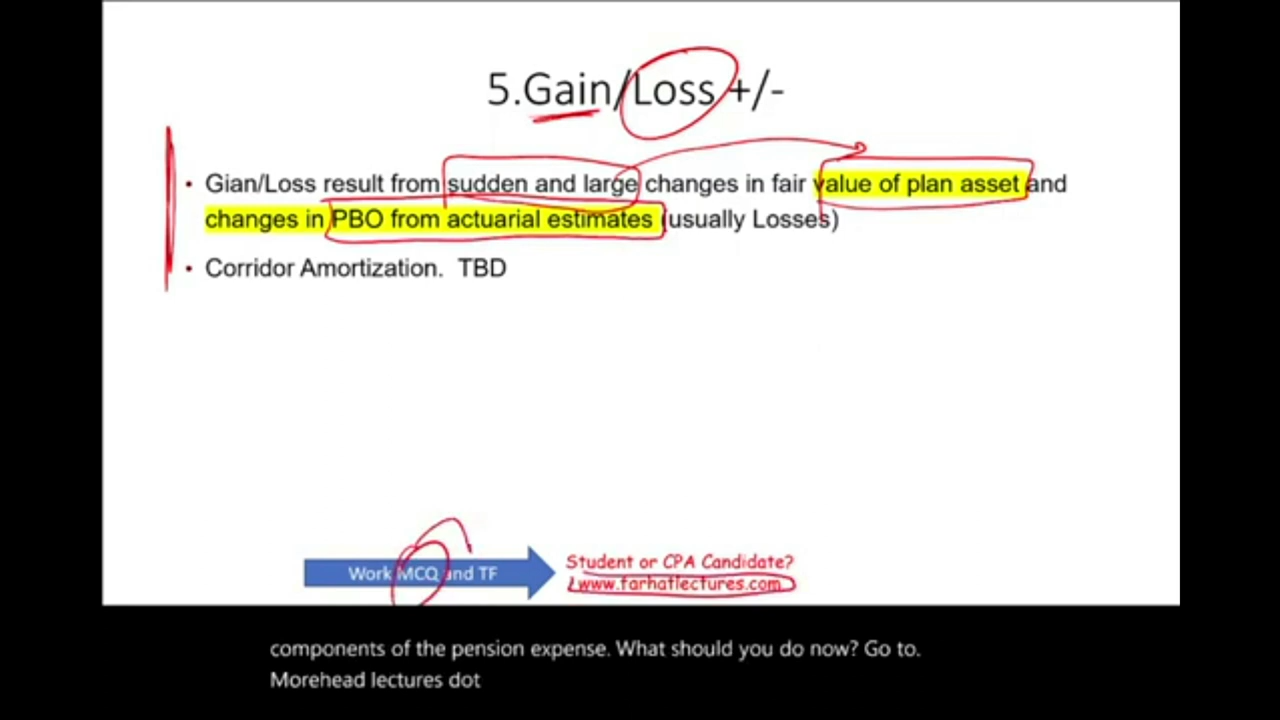 5.Gain/Loss +/-
• Gian/Loss result from sudden and large changes in fair value of plan asset and
changes in PBO from actuarial estimates (usually Losses)
• Corridor Amortization. TBD
Work MCQ and TF
Student or CPA Candidate?
www.farhatlectures.com
components of the pension expense. What should you do now? Go to.
Morehead lectures dot